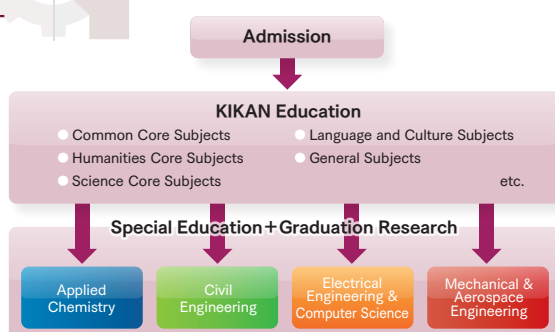 Admission
KIKAN Education
Common Core Subjects
Language and Culture Subjects
Humanities Core Subjects
General Subjects
Science Core Subjects
etc.
Special Education+Graduation Research
Applied
Chemistry
Civil
Engineering
Electrical
Engineering &
Computer Science
Mechanical &
Aerospace
Engineering